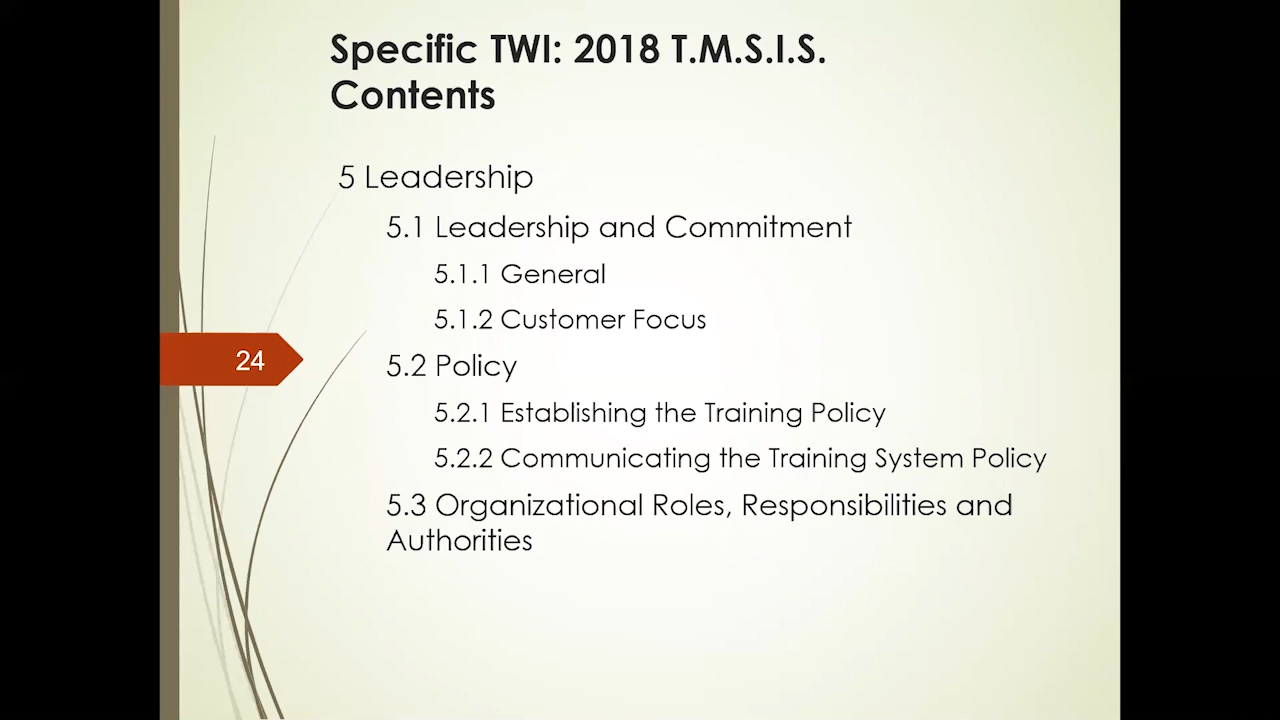 Specific TWI: 2018 T.M.S.I.S.
Contents
5 Leadership
5.1 Leadership and Commitment
5.1.1 General
5.1.2 Customer Focus
24
5.2 Policy
5.2.1 Establishing the Training Policy
5.2.2 Communicating the Training System Policy
5.3 Organizational Roles, Responsibilities and
Authorities